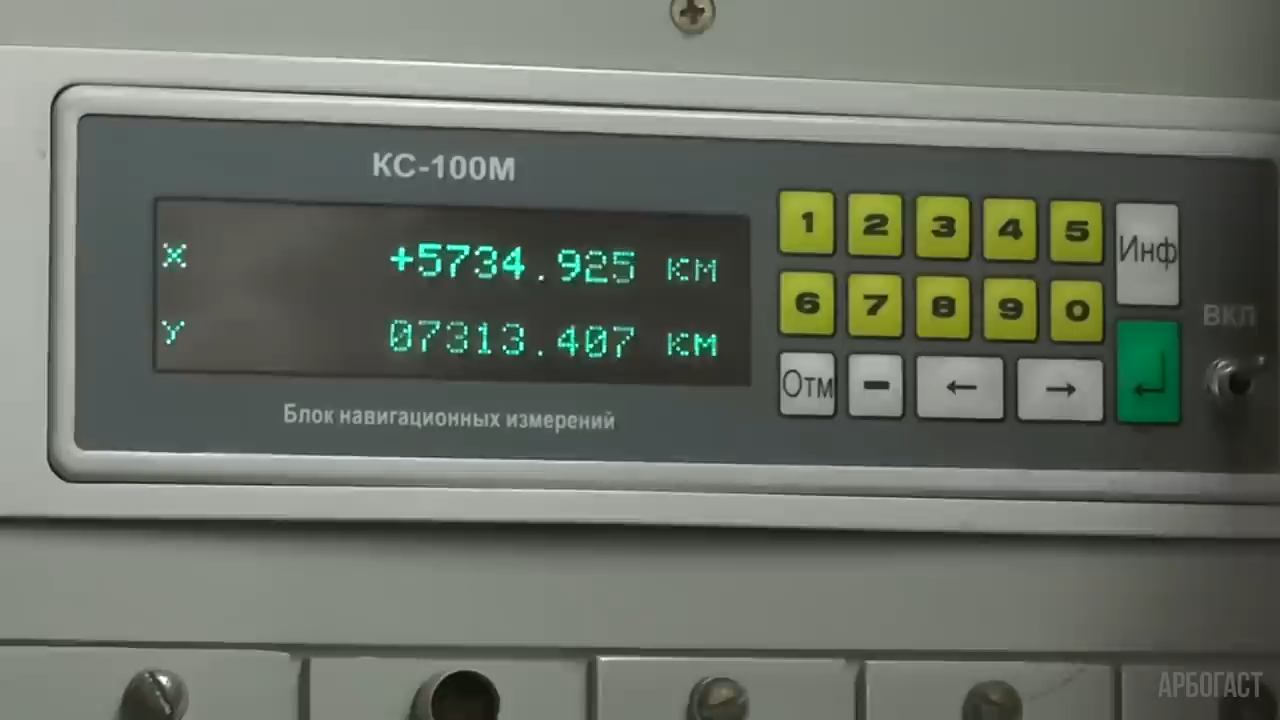 КС-100М
X +5734.925 км
Y 07313.407 км
Блок навигационных измерений
1 2 3 4 5 Инф
6 7 8 9 0
Отм - ← →
ВКЛ
АРБОГАСТ